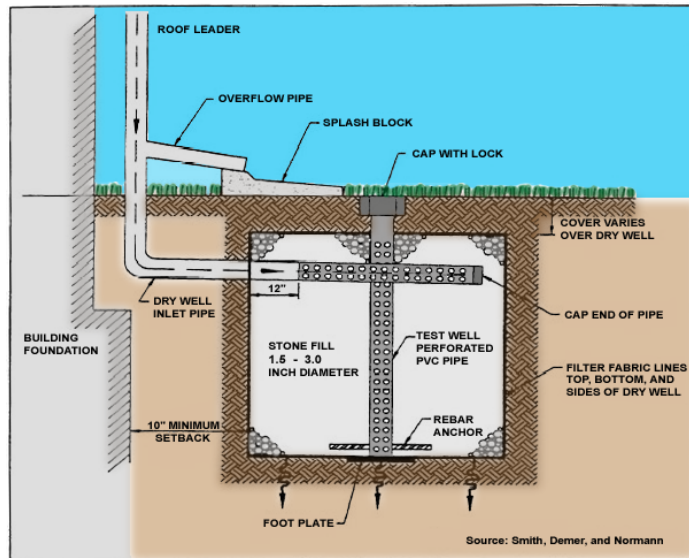 ROOF LEADER
OVERFLOW PIPE
SPLASH BLOCK
CAP WITH LOCK
COVER VARIES
OVER DRY WELL
12"
DRY WELL
INLET PIPE
CAP END OF PIPE
BUILDING
FOUNDATION
STONE FILL
1.5 - 3.0
INCH DIAMETER
TEST WELL
PERFORATED
PVC PIPE
FILTER FABRIC LINES
TOP, BOTTOM, AND
SIDES OF DRY WELL
10" MINIMUM
SETBACK
REBAR
ANCHOR
FOOT PLATE
Source: Smith, Demer, and Normann